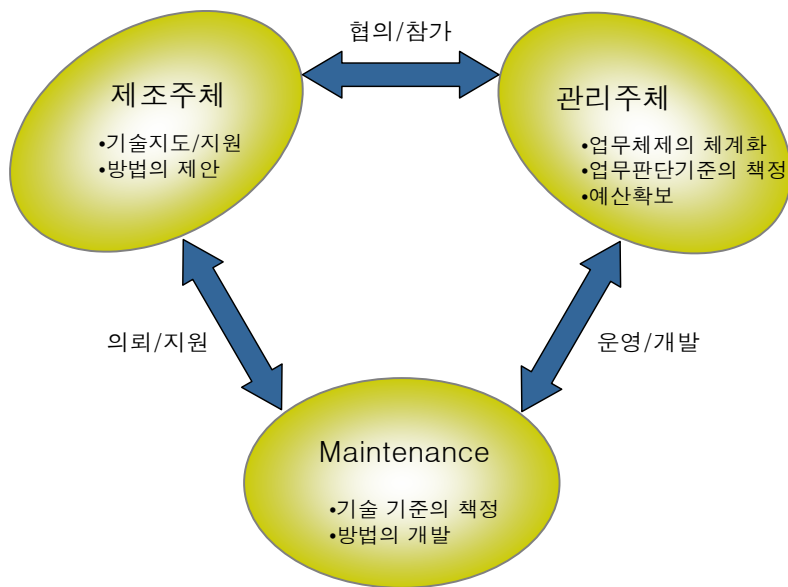 협의/참가
제조주체
•기술지도/지원
•방법의 제안
관리주체
•업무체제의 체계화
•업무판단기준의 책정
•예산확보
의뢰/지원
운영/개발
Maintenance
•기술 기준의 책정
•방법의 개발